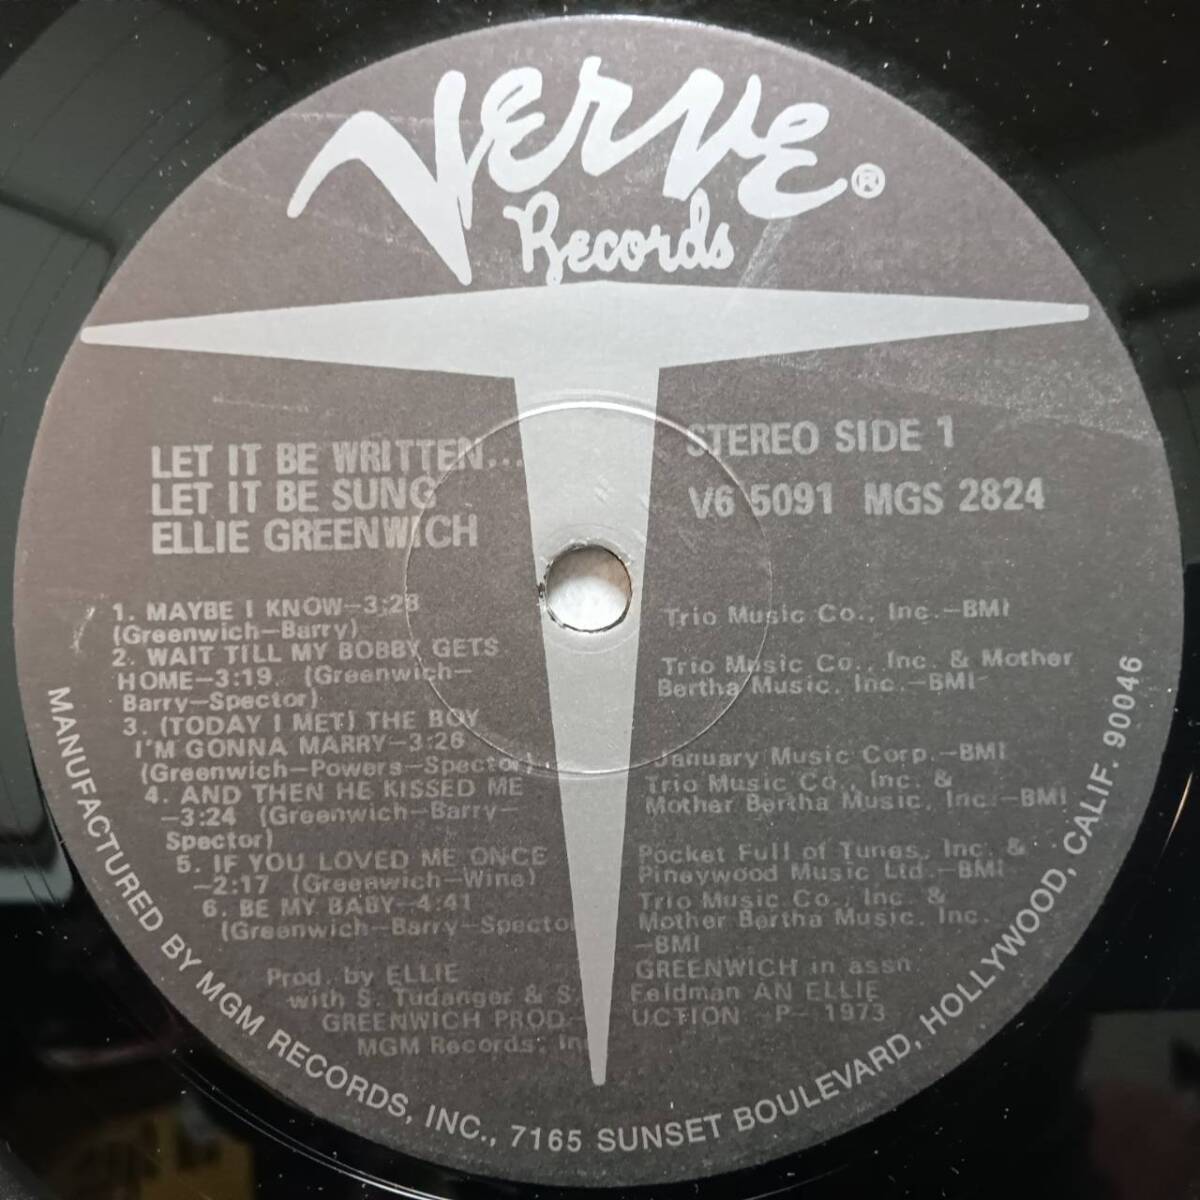 Verve®
Records
LET IT BE WRITTEN...
LET IT BE SUNG
ELLIE GREENWICH
STEREO SIDE 1
V6 5091 MGS 2824
1. MAYBE I KNOW—3:28
(Greenwich—Barry)
Trio Music Co., Inc.—BMI
2. WAIT TILL MY BOBBY GETS
HOME—3:19. (Greenwich—
Barry—Spector)
Trio Music Co., Inc. & Mother
Bertha Music, Inc.—BMI
3. (TODAY I MET) THE BOY
I'M GONNA MARRY—3:26
(Greenwich—Powers—Spector)
January Music Corp.—BMI
4. AND THEN HE KISSED ME
—3:24 (Greenwich—Barry—
Spector)
Trio Music Co., Inc. &
Mother Bertha Music, Inc.—BMI
5. IF YOU LOVED ME ONCE
—2:17 (Greenwich—Wine)
Pocket Full of Tunes, Inc. &
Pineywood Music Ltd.—BMI
6. BE MY BABY—4:41
(Greenwich—Barry—Specto
Trio Music Co., Inc. &
Mother Bertha Music, Inc.
—BMI
Prod. by ELLIE GREENWICH in assn
with S. Tudanger & S. Feldman AN ELLIE
GREENWICH PROD—UCTION —P— 1973
MGM Records, In
MANUFACTURED BY MGM RECORDS, INC., 7165 SUNSET BOULEVARD, HOLLYWOOD, CALIF. 90046